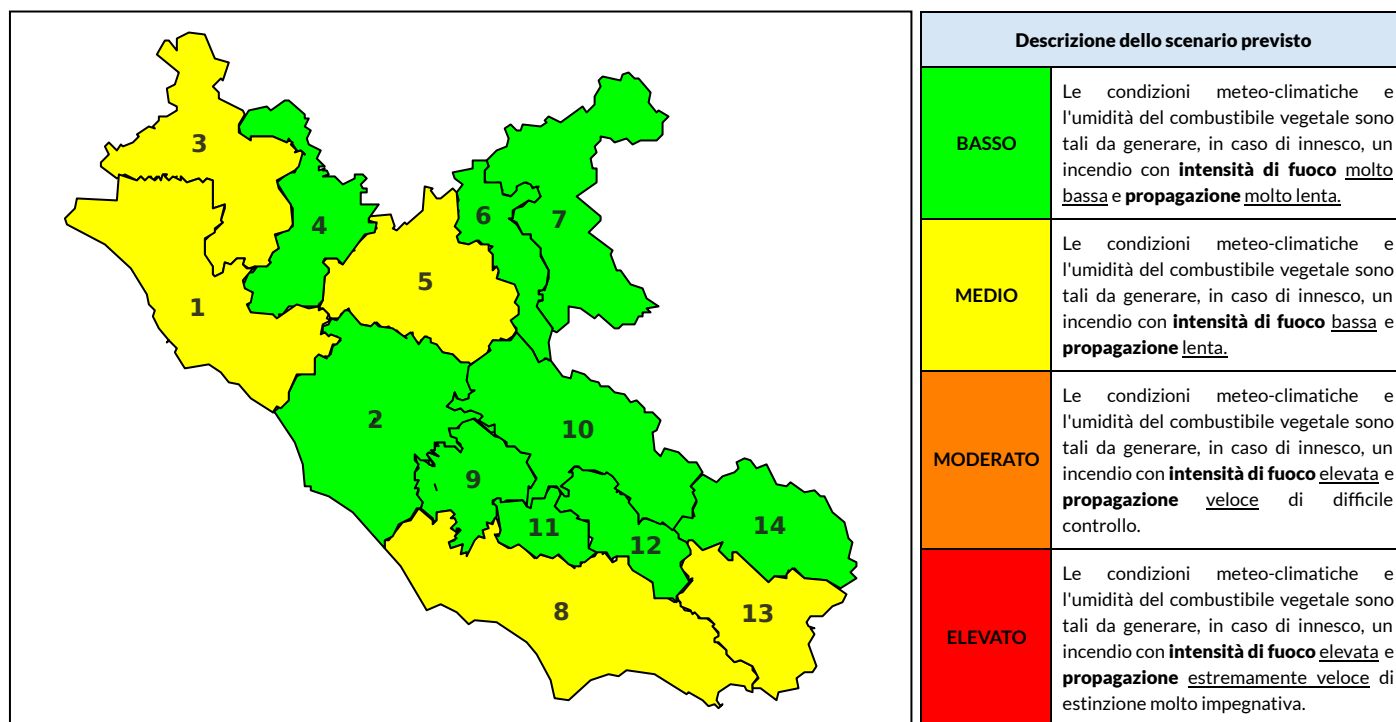 3
4
6
7
5
1
2
10
9
11
12
14
8
13
Descrizione dello scenario previsto
BASSO
Le condizioni meteo-climatiche e
l'umidità del combustibile vegetale sono
tali da generare, in caso di innesco, un
incendio con intensità di fuoco molto
bassa e propagazione molto lenta.
MEDIO
Le condizioni meteo-climatiche e
l'umidità del combustibile vegetale sono
tali da generare, in caso di innesco, un
incendio con intensità di fuoco bassa e
propagazione lenta.
MODERATO
Le condizioni meteo-climatiche e
l'umidità del combustibile vegetale sono
tali da generare, in caso di innesco, un
incendio con intensità di fuoco elevata e
propagazione veloce di difficile
controllo.
ELEVATO
Le condizioni meteo-climatiche e
l'umidità del combustibile vegetale sono
tali da generare, in caso di innesco, un
incendio con intensità di fuoco elevata e
propagazione estremamente veloce di
estinzione molto impegnativa.